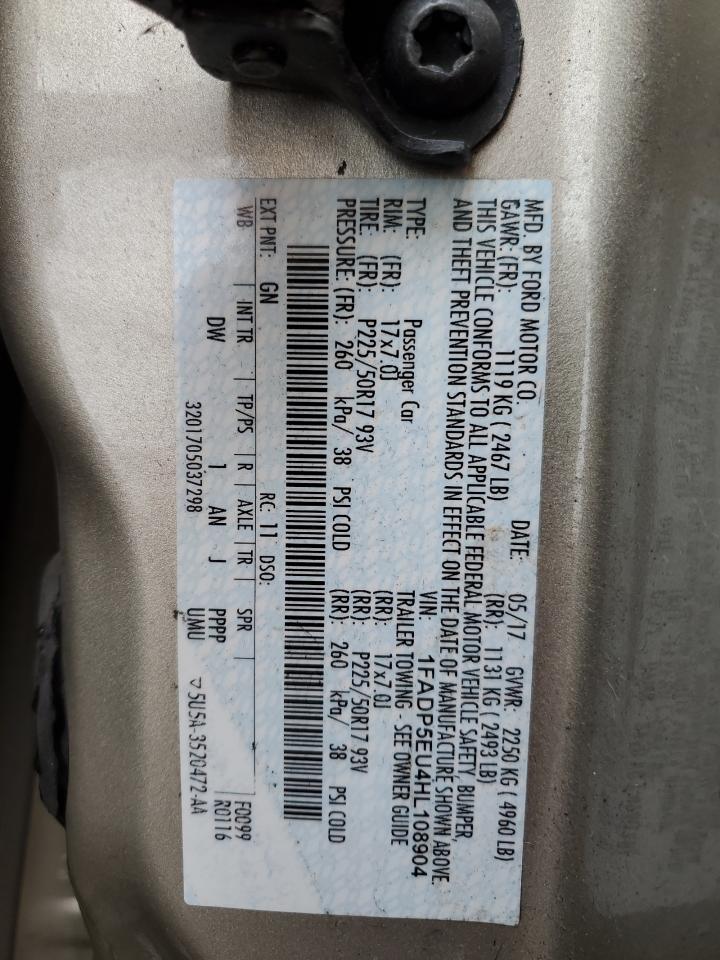 MFD. BY FORD MOTOR CO. DATE: 05/17 GVWR: 2250 KG ( 4960 LB)
GAWR: (FR): 1119 KG ( 2467 LB) (RR): 1131 KG ( 2493 LB)
THIS VEHICLE CONFORMS TO ALL APPLICABLE FEDERAL MOTOR VEHICLE SAFETY, BUMPER,
AND THEFT PREVENTION STANDARDS IN EFFECT ON THE DATE OF MANUFACTURE SHOWN ABOVE.
VIN: 1FADP5EU4HL108904
TYPE: Passenger Car TRAILER TOWING - SEE OWNER GUIDE
RIM: (FR): 17x7.0J (RR): 17x7.0J
TIRE: (FR): P225/50R17 93V (RR): P225/50R17 93V
PRESSURE: (FR): 260 kPa/ 38 PSI COLD (RR): 260 kPa/ 38 PSI COLD
EXT PNT: GN RC: 11 DSO: F0099
WB INT TR TP/PS R AXLE TR SPR R0116
DW 1 AN J PPPP
3201705037298 UMU ▽5U5A-3520472-AA